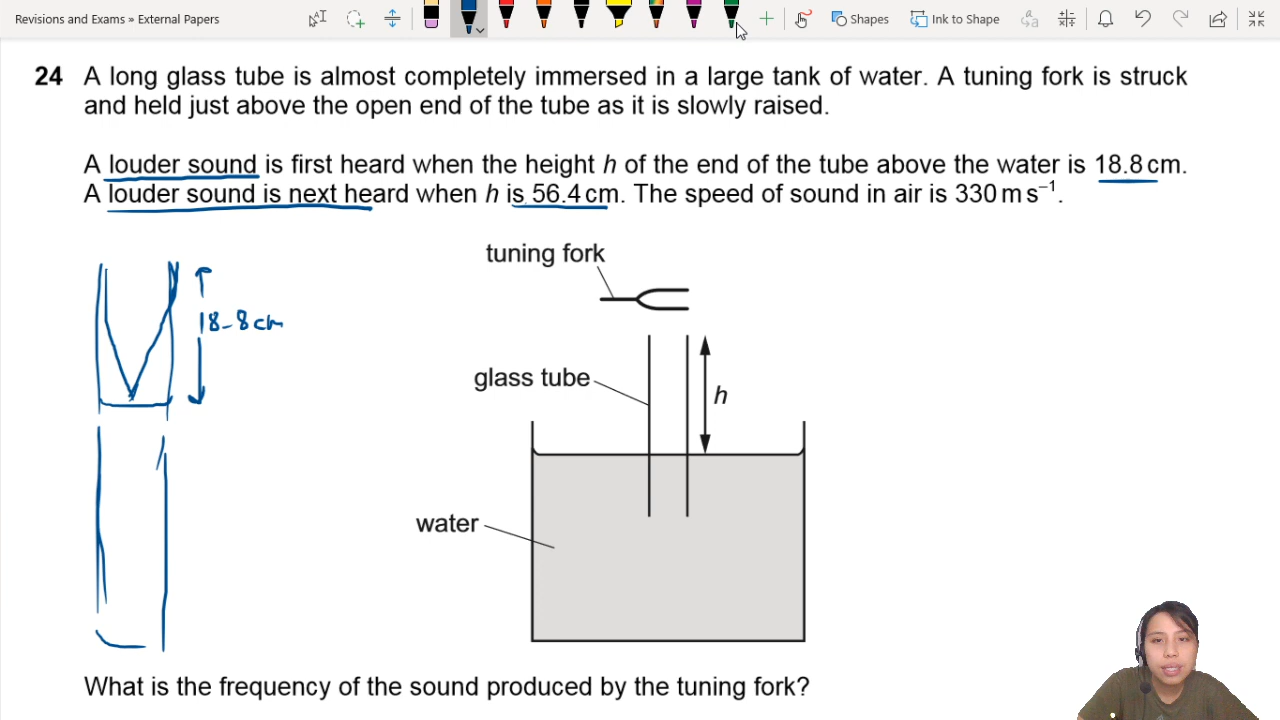 Revisions and Exams » External Papers
Shapes
Ink to Shape
24 A long glass tube is almost completely immersed in a large tank of water. A tuning fork is struck
and held just above the open end of the tube as it is slowly raised.
A louder sound is first heard when the height h of the end of the tube above the water is 18.8 cm.
A louder sound is next heard when h is 56.4 cm. The speed of sound in air is 330 m s⁻¹.
tuning fork
18-8cm
glass tube
h
water
What is the frequency of the sound produced by the tuning fork?